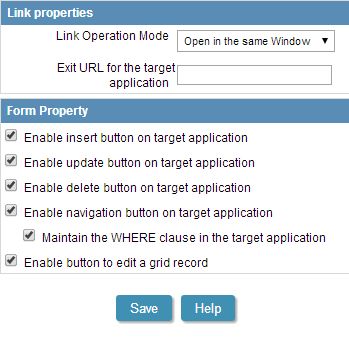 Link properties
Link Operation Mode Open in the same Window
Exit URL for the target
application
Form Property
Enable insert button on target application
Enable update button on target application
Enable delete button on target application
Enable navigation button on target application
Maintain the WHERE clause in the target application
Enable button to edit a grid record
Save Help